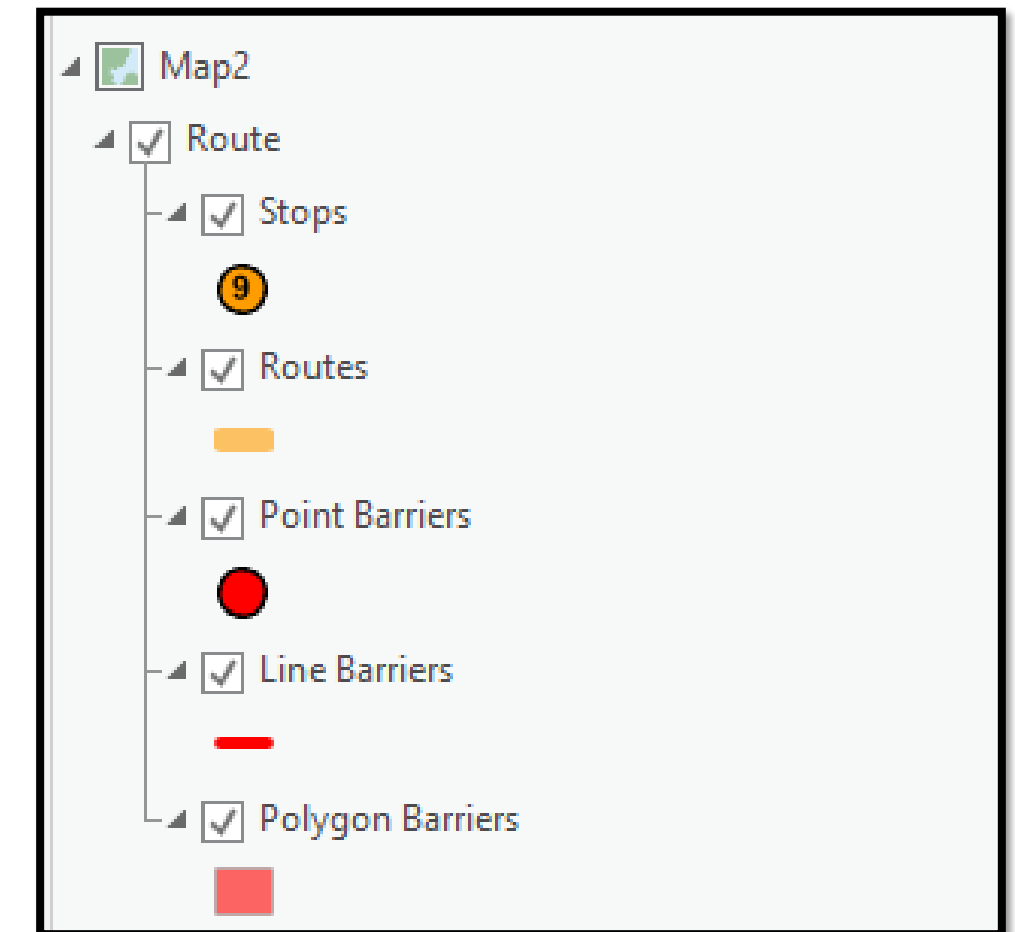 Map2
Route
Stops
9
Routes
Point Barriers
Line Barriers
Polygon Barriers